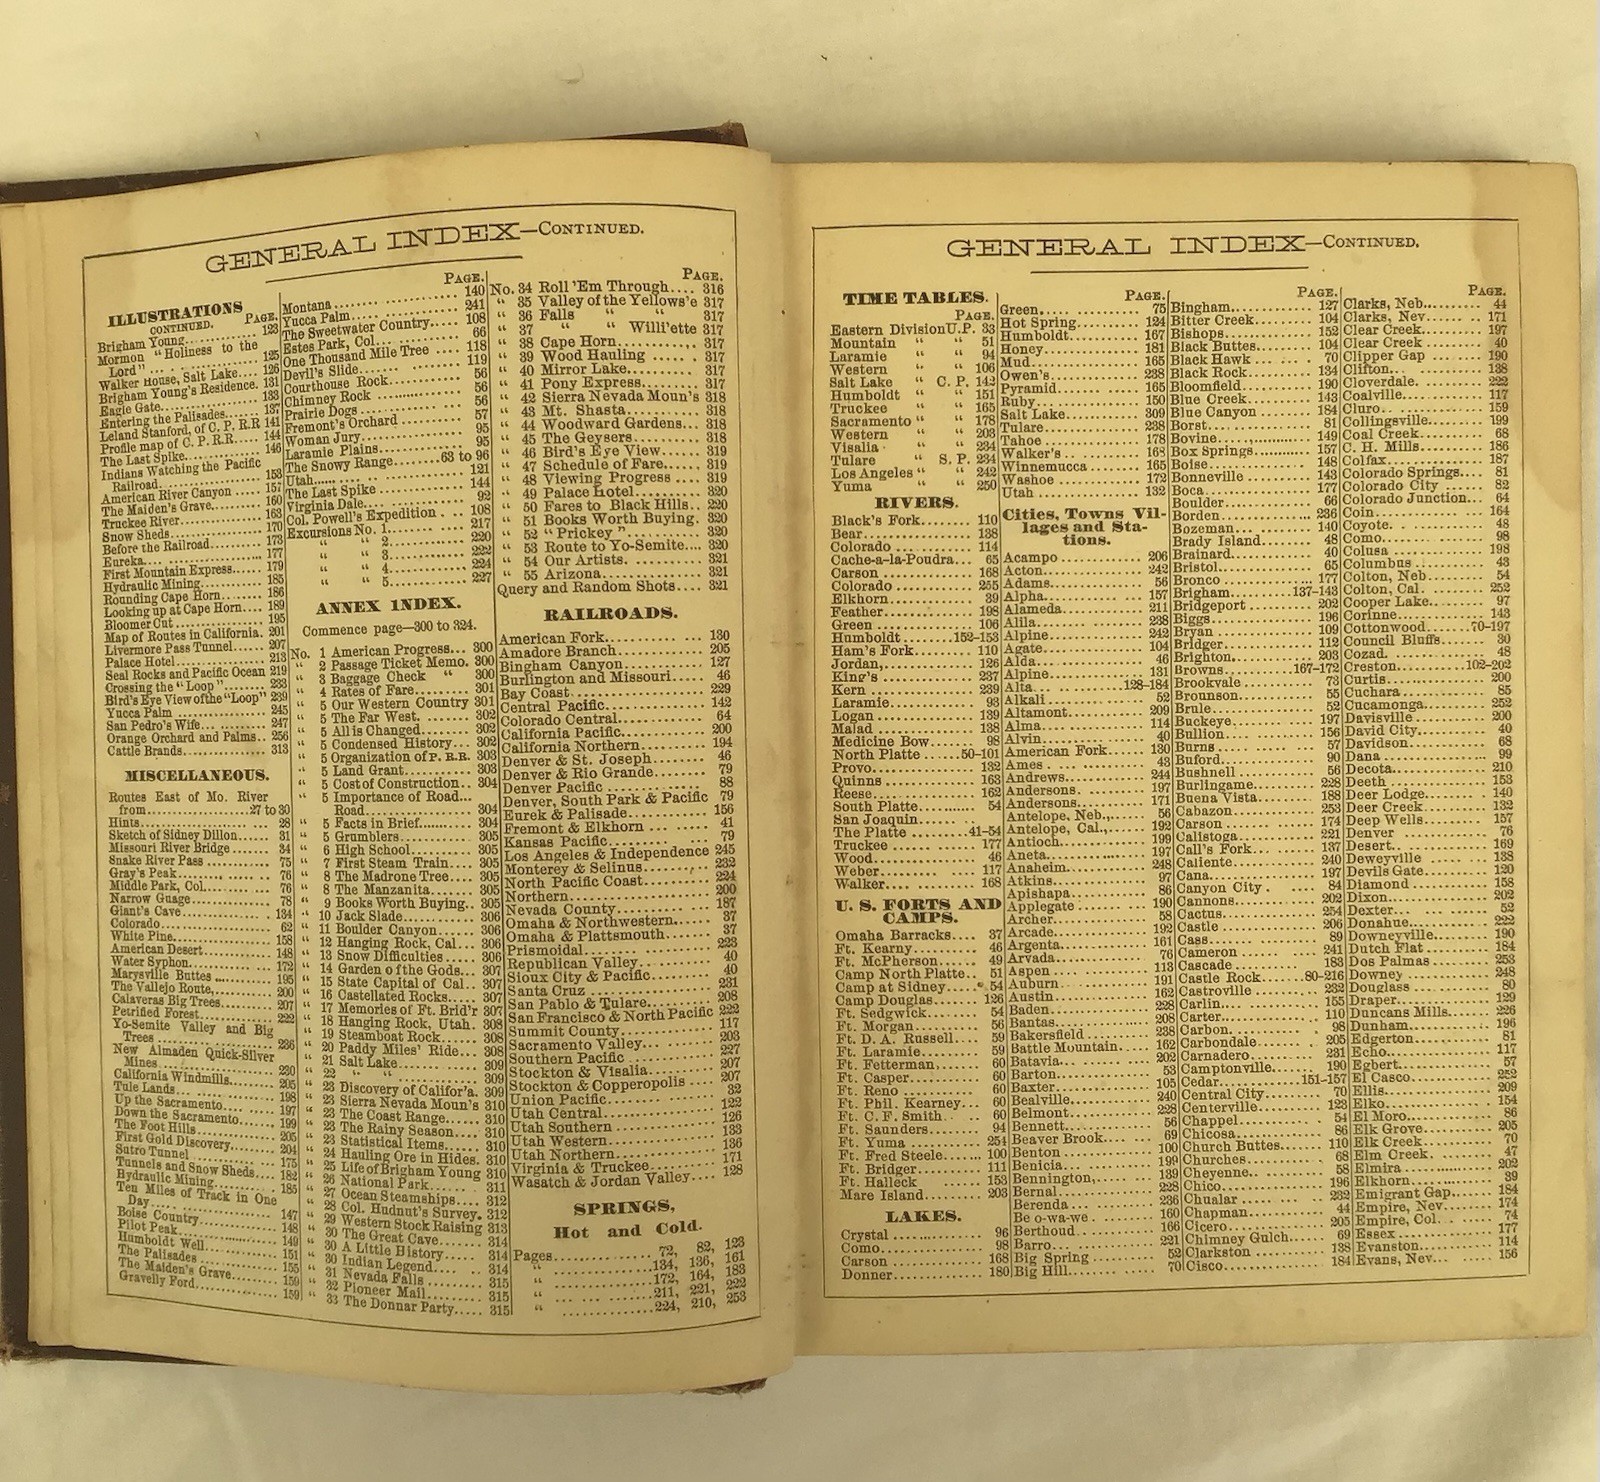 GENERAL INDEX—CONTINUED.
ILLUSTRATIONS
CONTINUED. PAGE.
Brigham Young 123
Mormon "Holiness to the
Lord" 125
Walker House, Salt Lake 126
Brigham Young's Residence. 131
Eagle Gate 133
Entering the Palisades 137
Leland Stanford, of C. P. R.R 141
Profile map of C. P. R.R. 144
The Last Spike 146
Indians Watching the Pacific
Railroad 153
American River Canyon 157
The Maiden's Grave 160
Truckee River 163
Snow Sheds 170
Before the Railroad 173
Eureka 177
First Mountain Express 179
Hydraulic Mining 185
Rounding Cape Horn 186
Looking up at Cape Horn 189
Bloomer Cut 195
Map of Routes in California. 201
Livermore Pass Tunnel 207
Palace Hotel 213
Seal Rocks and Pacific Ocean 219
Crossing the "Loop" 233
Bird's Eye View of the "Loop" 239
Yucca Palm 245
San Pedro's Wife 247
Orange Orchard and Palms 256
Cattle Brands 313
MISCELLANEOUS.
Routes East of Mo. River
from 27 to 30
Hints 28
Sketch of Sidney Dillon 31
Missouri River Bridge 34
Snake River Pass 75
Gray's Peak 76
Middle Park, Col. 76
Narrow Guage 78
Giant's Cave 134
Colorado 62
White Pine 158
American Desert 148
Water Syphon 172
Marysville Buttes 195
The Vallejo Route, 200
Calaveras Big Trees 207
Petrified Forest 222
Yo-Semite Valley and Big
Trees 236
New Almaden Quick-Silver
Mines 230
California Windmills 205
Tule Lands 198
Up the Sacramento 197
Down the Sacramento 199
The Foot Hills 205
First Gold Discovery 204
Sutro Tunnel 175
Tunnels and Snow Sheds 182
Hydraulic Mining 185
Ten Miles of Track in One
Day 147
Boise Country 148
Pilot Peak 149
Humboldt Well 151
The Palisades 155
The Maiden's Grave 159
Gravelly Ford 159
PAGE.
Montana 140
Yucca Palm 241
The Sweetwater Country 108
Estes Park, Col. 66
One Thousand Mile Tree 118
Devil's Slide 119
Courthouse Rock 56
Chimney Rock 56
Prairie Dogs 56
Fremont's Orchard 57
Woman Jury 95
Laramie Plains 95
The Snowy Range 63 to 96
Utah 121
The Last Spike 144
Virginia Dale 92
Col. Powell's Expedition 108
Excursions No. 1 217
" " 2 220
" " 3 222
" " 4 224
" " 5 227
ANNEX INDEX.
Commence page—300 to 324.
No. 1 American Progress 300
" 2 Passage Ticket Memo. 300
" 3 Baggage Check " 300
" 4 Rates of Fare 301
" 5 Our Western Country 301
" 5 The Far West. 302
" 5 All is Changed 302
" 5 Condensed History 302
" 5 Organization of P. R.R. 303
" 5 Land Grant 303
" 5 Cost of Construction 304
" 5 Importance of Road...
Road 304
" 5 Facts in Brief 304
" 5 Grumblers 305
" 6 High School 305
" 7 First Steam Train 305
" 8 The Madrone Tree 305
" 8 The Manzanita 305
" 9 Books Worth Buying 305
" 10 Jack Slade 306
" 11 Boulder Canyon 306
" 12 Hanging Rock, Cal 306
" 13 Snow Difficulties 306
" 14 Garden of the Gods 307
" 15 State Capital of Cal. 307
" 16 Castellated Rocks 307
" 17 Memories of Ft. Brid'r 307
" 18 Hanging Rock, Utah. 308
" 19 Steamboat Rock 308
" 20 Paddy Miles' Ride 308
" 21 Salt Lake 309
" 22 " " 309
" 23 Discovery of Califor'a. 309
" 23 Sierra Nevada Moun's 310
" 23 The Coast Range 310
" 23 The Rainy Season 310
" 23 Statistical Items 310
" 24 Hauling Ore in Hides. 310
" 25 Life of Brigham Young 310
" 26 National Park 311
" 27 Ocean Steamships 312
" 28 Col. Hudnut's Survey. 312
" 29 Western Stock Raising 313
" 30 The Great Cave 314
" 30 A Little History 314
" 30 Indian Legend 314
" 31 Nevada Falls 315
" 32 Pioneer Mail 315
" 33 The Donnar Party 315
PAGE.
No. 34 Roll 'Em Through 316
" 35 Valley of the Yellows'e 317
" 36 Falls " " 317
" 37 " " Willi'ette 317
" 38 Cape Horn 317
" 39 Wood Hauling 317
" 40 Mirror Lake 317
" 41 Pony Express 317
" 42 Sierra Nevada Moun's 318
" 43 Mt. Shasta 318
" 44 Woodward Gardens 318
" 45 The Geysers 318
" 46 Bird's Eye View 319
" 47 Schedule of Fare 319
" 48 Viewing Progress 319
" 49 Palace Hotel 320
" 50 Fares to Black Hills 220
" 51 Books Worth Buying. 320
" 52 "Prickey" 320
" 53 Route to Yo-Semite 320
" 54 Our Artists 321
" 55 Arizona 321
Query and Random Shots 321
RAILROADS.
American Fork 130
Amadore Branch 205
Bingham Canyon 127
Burlington and Missouri 46
Bay Coast 229
Central Pacific 142
Colorado Central 64
California Pacific 200
California Northern 194
Denver & St. Joseph 46
Denver & Rio Grande 79
Denver Pacific 88
Denver, South Park & Pacific 79
Eurek & Palisade 156
Fremont & Elkhorn 41
Kansas Pacific 79
Los Angeles & Independence 245
Monterey & Selinus 232
North Pacific Coast 224
Northern 200
Nevada County 187
Omaha & Northwestern 37
Omaha & Plattsmouth 37
Prismoidal 223
Republican Valley 40
Sioux City & Pacific 40
Santa Cruz 231
San Pablo & Tulare 208
San Francisco & North Pacific 222
Summit County 117
Sacramento Valley 203
Southern Pacific 227
Stockton & Visalia 207
Stockton & Copperopolis 207
Union Pacific 32
Utah Central 122
Utah Southern 126
Utah Western 133
Utah Northern 136
Virginia & Truckee 171
Wasatch & Jordan Valley 128
SPRINGS,
Hot and Cold.
Pages 72, 82, 123
" 134, 136, 161
" 172, 164, 183
" 211, 221, 222
" 224, 210, 253
GENERAL INDEX—CONTINUED.
TIME TABLES.
PAGE.
Eastern Division U.P. 33
Mountain " " 51
Laramie " " 94
Western " " 106
Salt Lake " C. P. 142
Humboldt " " 151
Truckee " " 165
Sacramento " " 178
Western " " 203
Visalia " " 234
Tulare " S. P. 234
Los Angeles " " 242
Yuma " " 250
RIVERS.
Black's Fork 110
Bear 138
Colorado 114
Cache-a-la-Poudra 65
Carson 168
Colorado 255
Elkhorn 39
Feather 198
Green 106
Humboldt 152-153
Ham's Fork 110
Jordan, 126
King's 237
Kern 239
Laramie 93
Logan 139
Malad 138
Medicine Bow 98
North Platte 50-101
Provo 132
Quinns 163
Reese 162
South Platte 54
San Joaquin
The Platte 41-54
Truckee 177
Wood 46
Weber 117
Walker 168
U. S. FORTS AND
CAMPS.
Omaha Barracks 37
Ft. Kearny 46
Ft. McPherson 49
Camp North Platte 51
Camp at Sidney 54
Camp Douglas 126
Ft. Sedgwick 54
Ft. Morgan 56
Ft. D. A. Russell 59
Ft. Laramie 59
Ft. Fetterman, 60
Ft. Casper 60
Ft. Reno 60
Ft. Phil. Kearney 60
Ft. C. F. Smith 60
Ft. Saunders 94
Ft. Yuma 254
Ft. Fred Steele 100
Ft. Bridger 111
Ft. Halleck 153
Mare Island 203
LAKES.
Crystal 96
Como 98
Carson 168
Donner 180
PAGE.
Green 75
Hot Spring 124
Humboldt 167
Honey 181
Mud 165
Owen's 238
Pyramid 165
Ruby 150
Salt Lake 309
Tulare 238
Tahoe 178
Walker's 168
Winnemucca 165
Washoe 172
Utah 132
Cities, Towns Vil-
lages and Sta-
tions.
Acampo 206
Acton 242
Adams 56
Alpha 157
Alameda 211
Alila 238
Alpine 242
Agate 104
Alda 46
Alpine 131
Alta 128-184
Alkali 52
Altamont 209
Alma 114
Alvin 40
American Fork 130
Ames 43
Andrews 244
Andersons 197
Andersons 171
Antelope, Neb., 56
Antelope, Cal., 192
Antioch 199
Aneta 197
Anaheim 248
Atkins 97
Apishapa 86
Applegate 190
Archer 58
Arcade 192
Argenta 161
Arvada 76
Aspen 113
Auburn 191
Austin 162
Baden 228
Bantas 208
Bakersfield 238
Battle Mountain 162
Batavia 202
Barton 53
Baxter 105
Bealville 240
Belmont 228
Bennett 56
Beaver Brook 69
Benton 100
Benicia 199
Bennington, 139
Bernal 228
Berenda 236
Be o-wa-we 160
Berthoud 166
Barro 221
Big Spring 52
Big Hill 70
PAGE.
Bingham 127
Bitter Creek 104
Bishops 152
Black Buttes 104
Black Hawk 70
Black Rock 134
Bloomfield 190
Blue Creek 143
Blue Canyon 184
Borst 81
Bovine 149
Box Springs 157
Boise 148
Bonneville 143
Boca 177
Boulder 66
Borden 236
Bozeman 140
Brady Island 48
Brainard 40
Bristol 65
Bronco 177
Brigham 137-143
Bridgeport 202
Biggs 196
Bryan 109
Bridger 112
Brighton 203
Browns 167-172
Brookvale 73
Brounson 55
Brule 52
Buckeye 197
Bullion 156
Burns 57
Buford 90
Bushnell 56
Burlingame 228
Buena Vista 188
Cabazon 253
Carson 174
Calistoga 221
Call's Fork 137
Caliente 240
Cana 197
Canyon City 84
Cannons 202
Cactus 254
Castle 206
Cass 89
Cameron 241
Cascade 183
Castle Rock 80-216
Castroville 232
Carlin 155
Carter 110
Carbon 98
Carbondale 205
Carnadero 231
Camptonville 190
Cedar 151-157
Central City 70
Centerville 123
Chappel 54
Chicosa 86
Church Buttes 110
Churches 68
Cheyenne 58
Chico 196
Chualar 232
Chapman 44
Cicero 205
Chimney Gulch 69
Clarkston 138
Cisco 184
PAGE.
Clarks, Neb. 44
Clarks, Nev 171
Clear Creek 197
Clear Creek 40
Clipper Gap 190
Clifton 138
Cloverdale 222
Coalville 117
Cluro 159
Collingsville 199
Coal Creek 68
C. H. Mills 186
Colfax 187
Colorado Springs 81
Colorado City 82
Colorado Junction 64
Coin 164
Coyote 48
Como 98
Colusa 198
Columbus 43
Colton, Neb 54
Colton, Cal. 252
Cooper Lake 97
Corinne 143
Cottonwood 70-197
Council Bluffs 30
Cozad 48
Creston 102-202
Curtis 200
Cuchara 85
Cucamonga 252
Davisville 200
David City 40
Davidson 68
Dana 99
Decota 210
Deeth 153
Deer Lodge 140
Deer Creek 132
Deep Wells 157
Denver 76
Desert 169
Deweyville 138
Devils Gate 120
Diamond 158
Dixon 202
Dexter 52
Donahue 222
Downeyville 190
Dutch Flat 184
Dos Palmas 253
Downey 248
Douglass 80
Draper 129
Duncans Mills 226
Dunham 196
Edgerton 81
Echo 117
Egbert 57
El Casco 252
Ellis 209
Elko 154
El Moro 86
Elk Grove 205
Elk Creek 70
Elm Creek 47
Elmira 202
Elkhorn 39
Emigrant Gap 184
Empire, Nev 174
Empire, Col. 74
Essex 177
Evanston 114
Evans, Nev 156